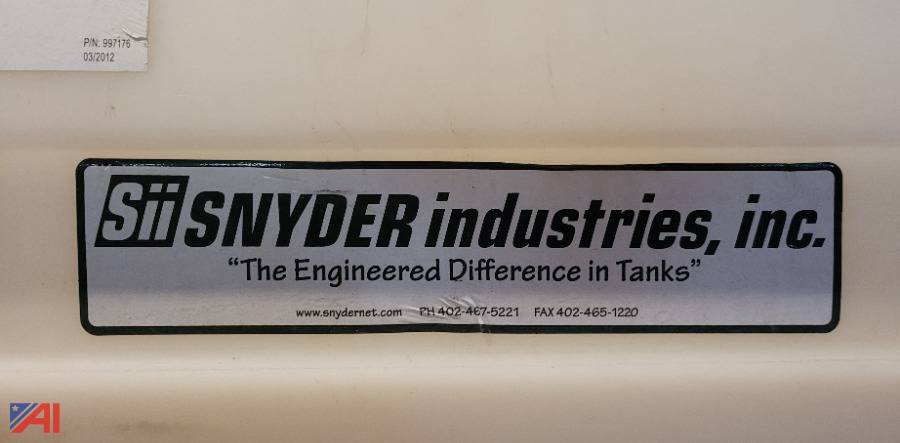 P/N: 997176
03/2012
Sii SNYDER industries, inc.
“The Engineered Difference in Tanks”
www.snydernet.com PH 402-467-5221 FAX 402-465-1220
AI